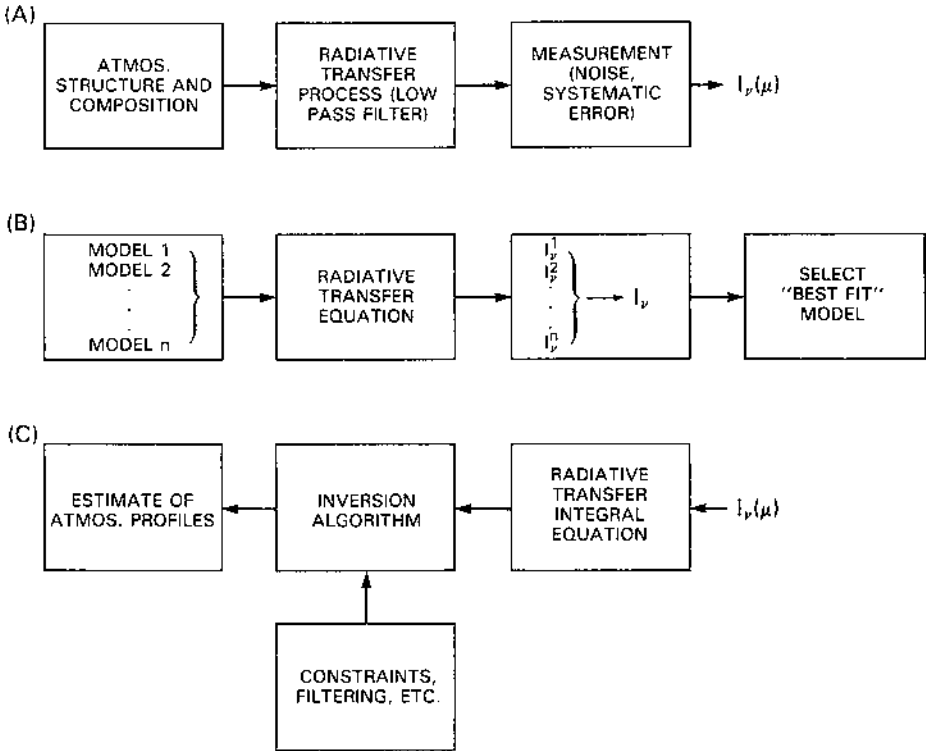 (A)
ATMOS.
STRUCTURE AND
COMPOSITION
RADIATIVE
TRANSFER
PROCESS (LOW
PASS FILTER)
MEASUREMENT
(NOISE,
SYSTEMATIC
ERROR)
I_ν(μ)
(B)
MODEL 1
MODEL 2
.
.
.
MODEL n
RADIATIVE
TRANSFER
EQUATION
I_ν^1
I_ν^2
.
.
.
I_ν^n
I_ν
SELECT
"BEST FIT"
MODEL
(C)
ESTIMATE OF
ATMOS. PROFILES
INVERSION
ALGORITHM
RADIATIVE
TRANSFER
INTEGRAL
EQUATION
I_ν(μ)
CONSTRAINTS,
FILTERING, ETC.